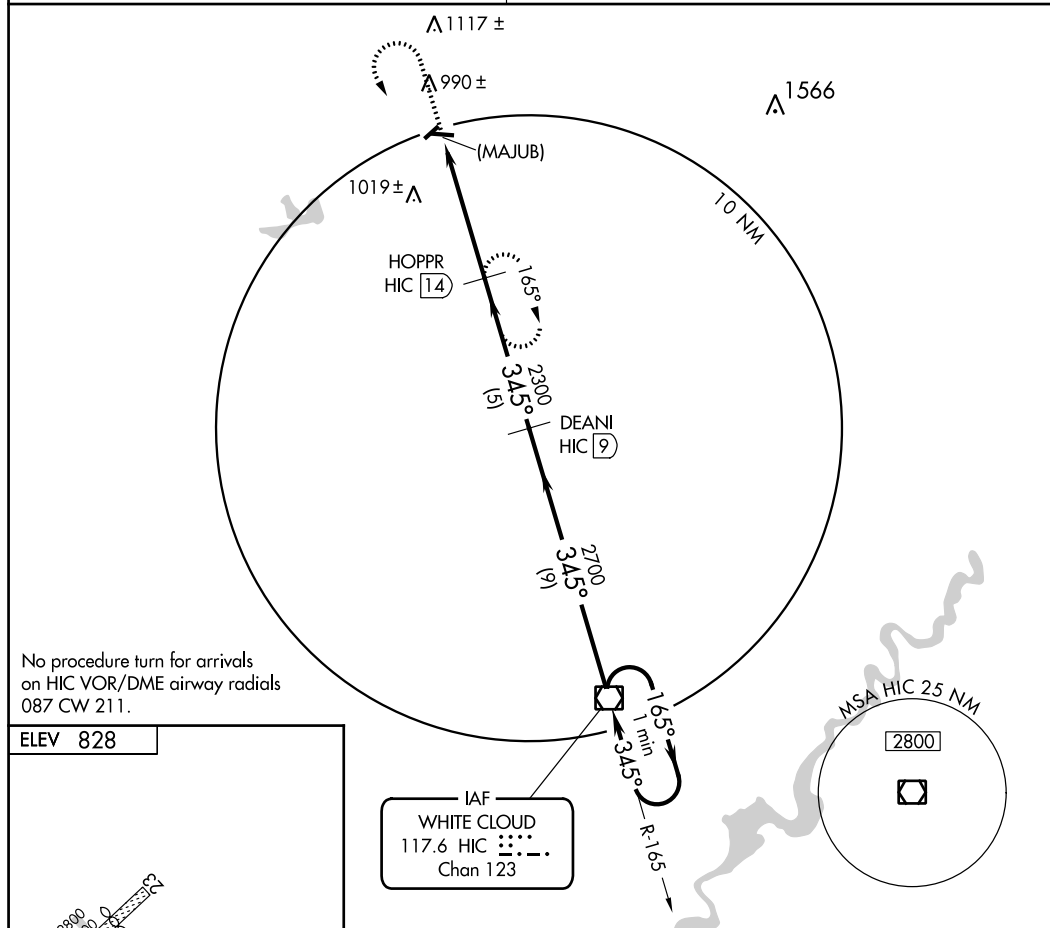 1117 ±
990 ±
1566
(MAJUB)
1019 ±
10 NM
HOPPR
HIC 14
165°
2300
345°
(5)
DEANI
HIC 9
2700
345°
(9)
No procedure turn for arrivals
on HIC VOR/DME airway radials
087 CW 211.
165°
1 min
345°
MSA HIC 25 NM
2800
ELEV 828
IAF
WHITE CLOUD
117.6 HIC
Chan 123
R-165
23